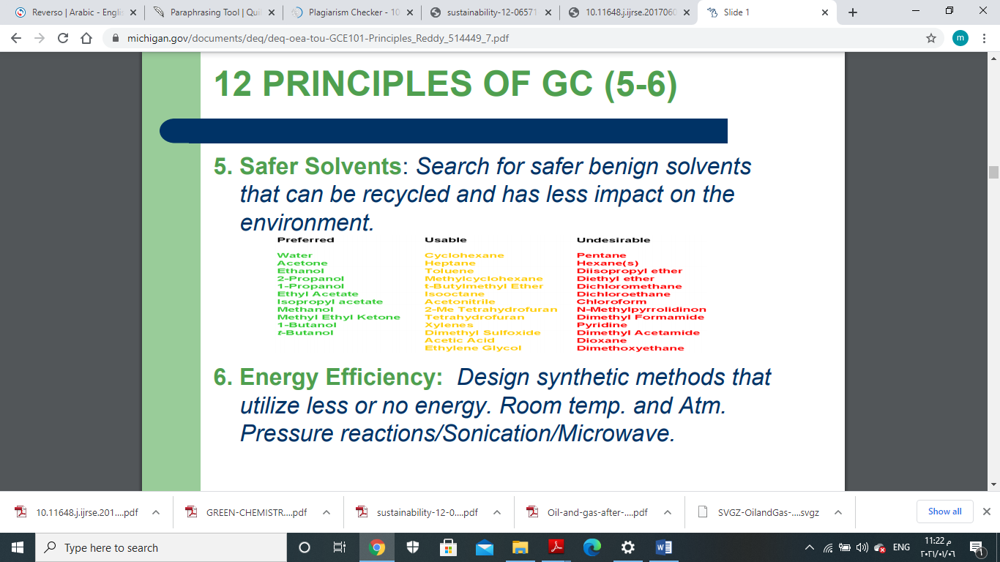 Reverso | Arabic - Englis
Paraphrasing Tool | Quil
Plagiarism Checker - 10
sustainability-12-06571
10.11648.j.ijrse.2017060
Slide 1
michigan.gov/documents/deq/deq-oea-tou-GCE101-Principles_Reddy_514449_7.pdf
m
12 PRINCIPLES OF GC (5-6)
5. Safer Solvents: Search for safer benign solvents
that can be recycled and has less impact on the
environment.
Preferred
Water
Acetone
Ethanol
2-Propanol
1-Propanol
Ethyl Acetate
Isopropyl acetate
Methanol
Methyl Ethyl Ketone
1-Butanol
t-Butanol
Usable
Cyclohexane
Heptane
Toluene
Methylcyclohexane
t-Butylmethyl Ether
Isooctane
Acetonitrile
2-Me Tetrahydrofuran
Tetrahydrofuran
Xylenes
Dimethyl Sulfoxide
Acetic Acid
Ethylene Glycol
Undesirable
Pentane
Hexane(s)
Diisopropyl ether
Diethyl ether
Dichloromethane
Dichloroethane
Chloroform
N-Methylpyrrolidinon
Dimethyl Formamide
Pyridine
Dimethyl Acetamide
Dioxane
Dimethoxyethane
6. Energy Efficiency: Design synthetic methods that
utilize less or no energy. Room temp. and Atm.
Pressure reactions/Sonication/Microwave.
10.11648.j.ijrse.201....pdf
GREEN-CHEMISTR....pdf
sustainability-12-0....pdf
Oil-and-gas-after-....pdf
SVGZ-OilandGas-....svgz
Show all
Type here to search
ENG
11:22 م
٢٠٢١/٠١/٠٦
1